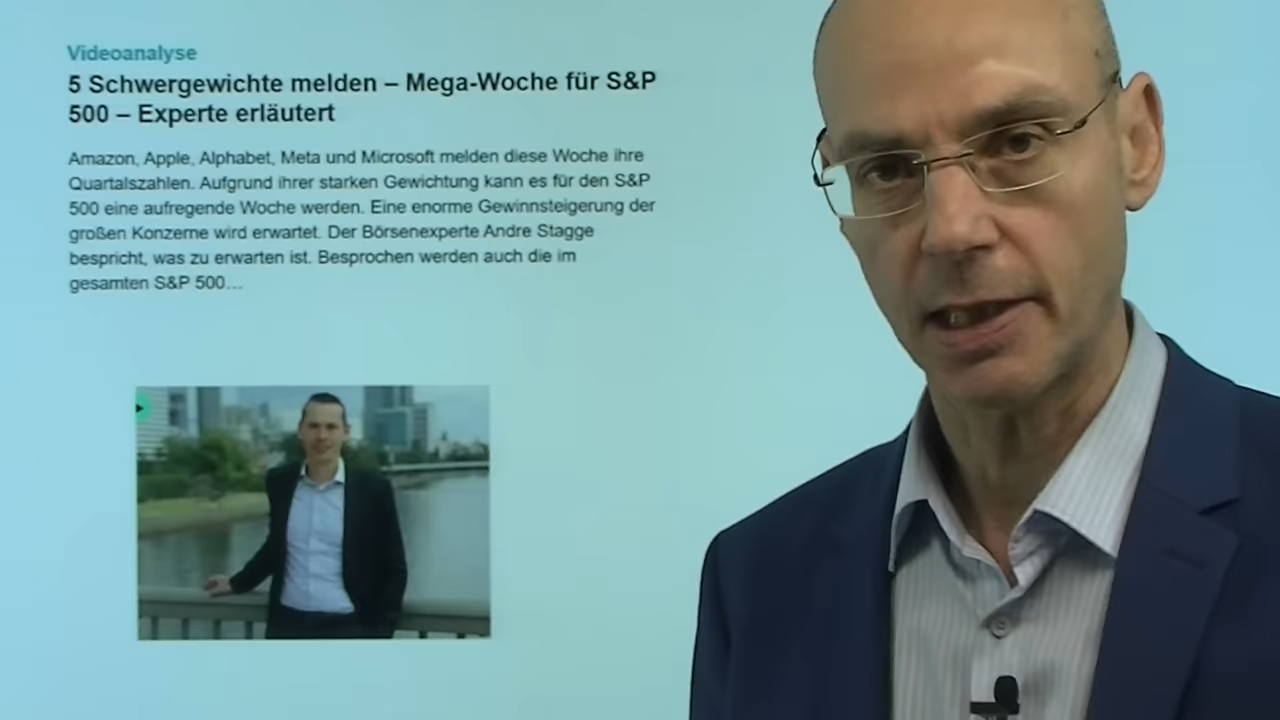 Videoanalyse
5 Schwergewichte melden – Mega-Woche für S&P
500 – Experte erläutert
Amazon, Apple, Alphabet, Meta und Microsoft melden diese Woche ihre
Quartalszahlen. Aufgrund ihrer starken Gewichtung kann es für den S&P
500 eine aufregende Woche werden. Eine enorme Gewinnsteigerung der
großen Konzerne wird erwartet. Der Börsenexperte Andre Stagge
bespricht, was zu erwarten ist. Besprochen werden auch die im
gesamten S&P 500...